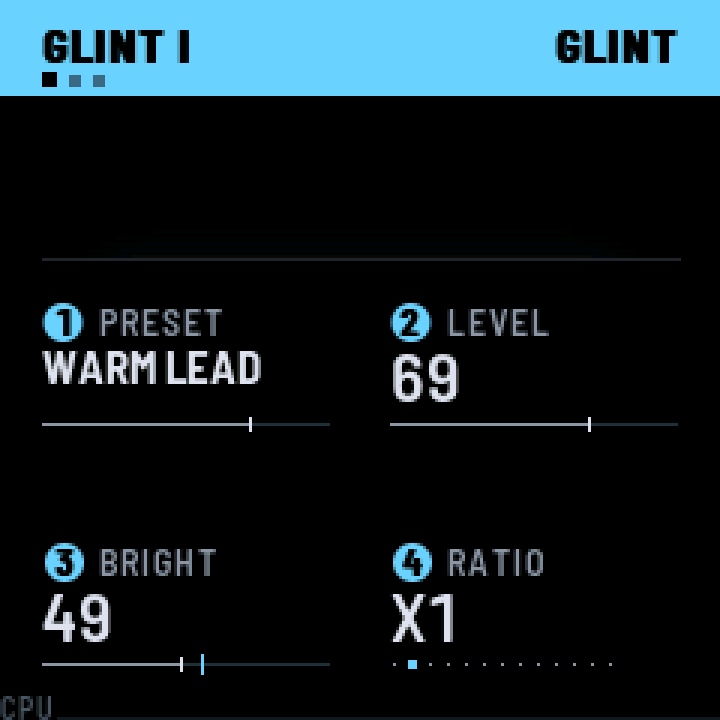 GLINT I GLINT
1 PRESET 2 LEVEL
WARM LEAD 69
3 BRIGHT 4 RATIO
49 X1
CPU